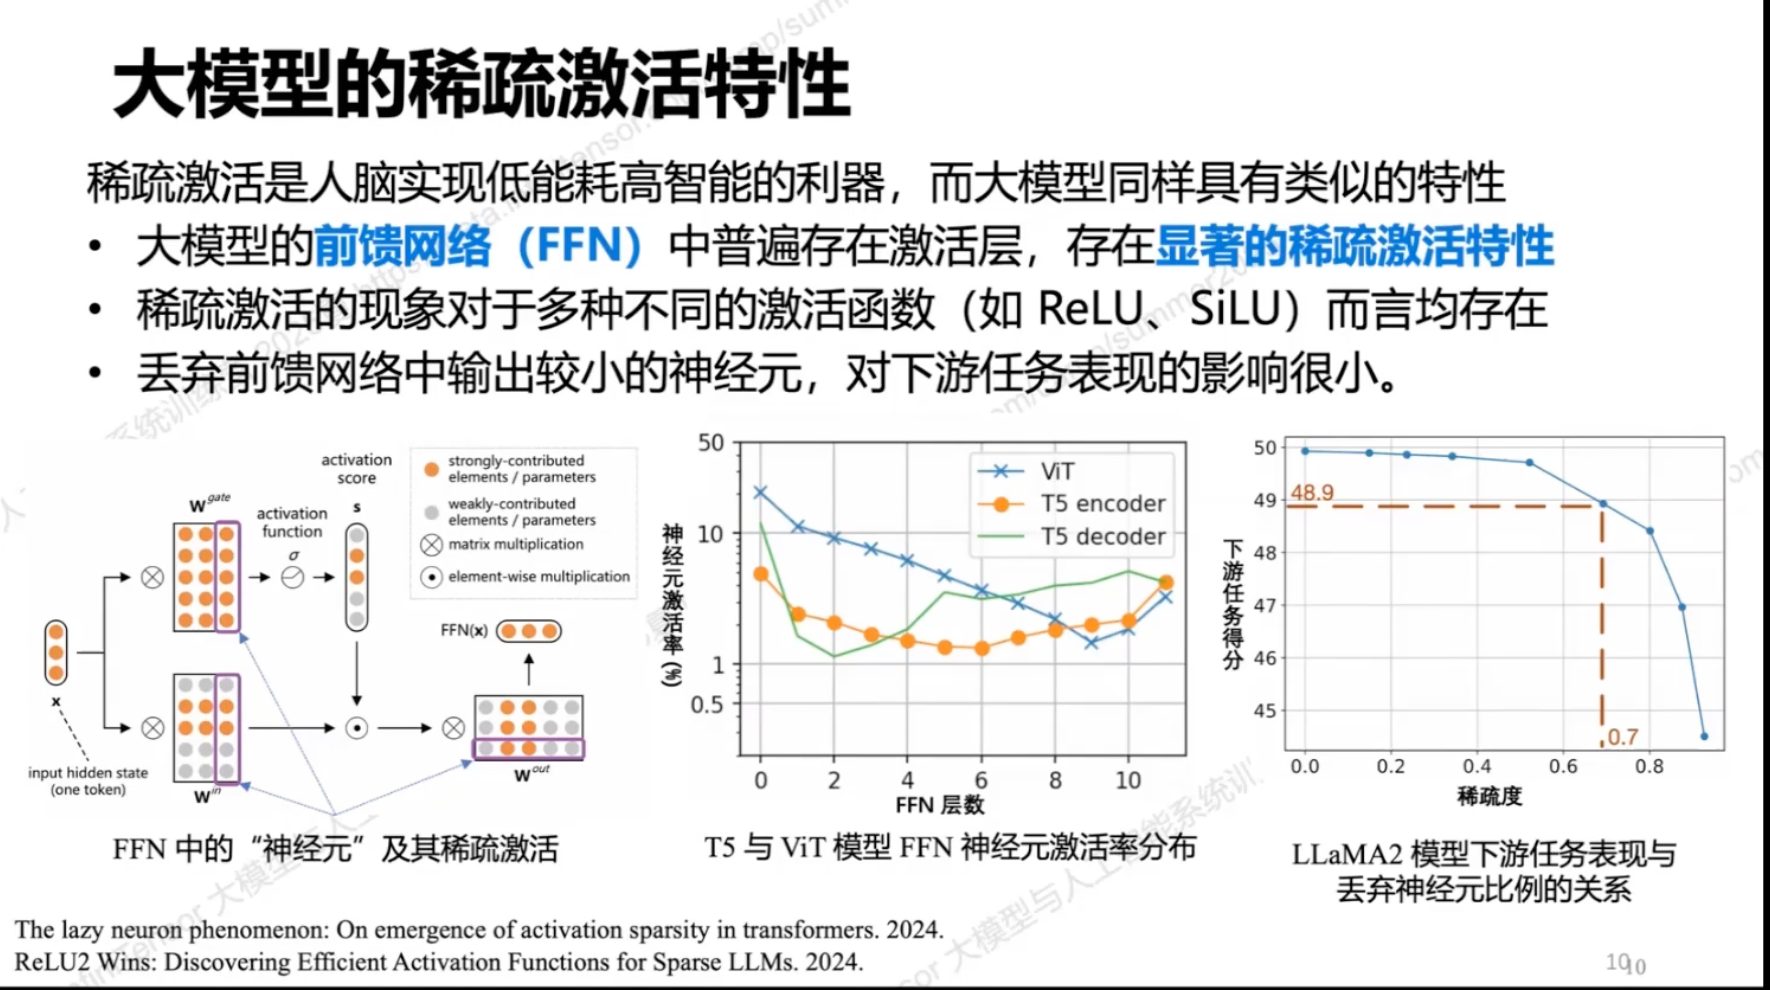 大模型的稀疏激活特性
稀疏激活是人脑实现低能耗高智能的利器，而大模型同样具有类似的特性
• 大模型的前馈网络（FFN）中普遍存在激活层，存在显著的稀疏激活特性
• 稀疏激活的现象对于多种不同的激活函数（如 ReLU、SiLU）而言均存在
• 丢弃前馈网络中输出较小的神经元，对下游任务表现的影响很小。
activation
score
s
W^gate
activation
function
σ
strongly-contributed
elements / parameters
weakly-contributed
elements / parameters
matrix multiplication
element-wise multiplication
FFN(x)
x
input hidden state
(one token)
W^in
W^out
FFN 中的“神经元”及其稀疏激活
50
10
1
0.5
神经元激活率(%)
ViT
T5 encoder
T5 decoder
0 2 4 6 8 10
FFN 层数
T5 与 ViT 模型 FFN 神经元激活率分布
50
49
48
47
46
45
下游任务得分
48.9
0.7
0.0 0.2 0.4 0.6 0.8
稀疏度
LLaMA2 模型下游任务表现与
丢弃神经元比例的关系
The lazy neuron phenomenon: On emergence of activation sparsity in transformers. 2024.
ReLU2 Wins: Discovering Efficient Activation Functions for Sparse LLMs. 2024.
10
10